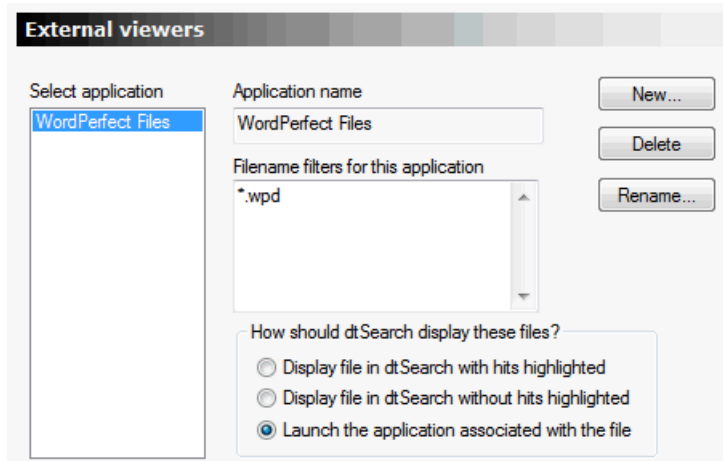 External viewers
Select application
WordPerfect Files
Application name
WordPerfect Files
Filename filters for this application
*.wpd
New...
Delete
Rename...
How should dtSearch display these files?
Display file in dtSearch with hits highlighted
Display file in dtSearch without hits highlighted
Launch the application associated with the file